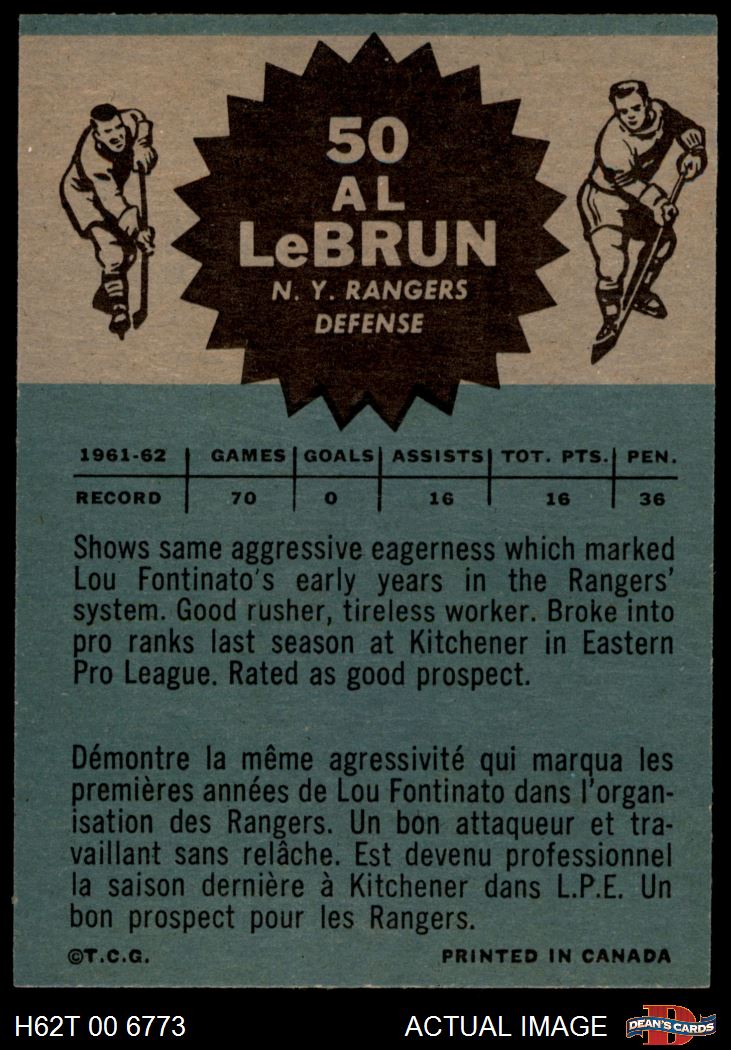 50
AL
LeBRUN
N. Y. RANGERS
DEFENSE
1961-62 GAMES GOALS ASSISTS TOT. PTS. PEN.
RECORD 70 0 16 16 36
Shows same aggressive eagerness which marked
Lou Fontinato's early years in the Rangers'
system. Good rusher, tireless worker. Broke into
pro ranks last season at Kitchener in Eastern
Pro League. Rated as good prospect.
Démontre la même agressivité qui marqua les
premières années de Lou Fontinato dans l'organ-
isation des Rangers. Un bon attaqueur et tra-
vaillant sans relâche. Est devenu professionnel
la saison dernière à Kitchener dans L.P.E. Un
bon prospect pour les Rangers.
©T.C.G. PRINTED IN CANADA
H62T 00 6773 ACTUAL IMAGE D DEAN'S CARDS